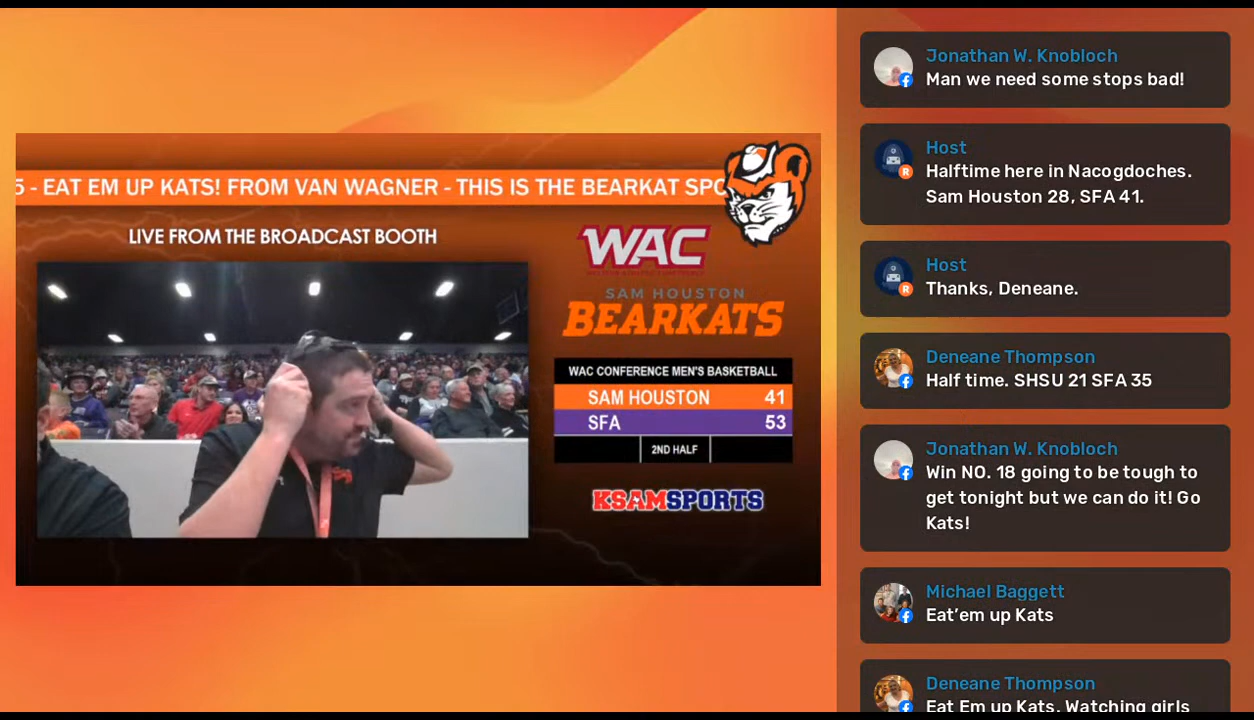 5 - EAT EM UP KATS! FROM VAN WAGNER - THIS IS THE BEARKAT SPO
LIVE FROM THE BROADCAST BOOTH
WAC
SAM HOUSTON
BEARKATS
WAC CONFERENCE MEN'S BASKETBALL
SAM HOUSTON 41
SFA 53
2ND HALF
KSAMSPORTS
Jonathan W. Knobloch
Man we need some stops bad!
Host
Halftime here in Nacogdoches.
Sam Houston 28, SFA 41.
Host
Thanks, Deneane.
Deneane Thompson
Half time. SHSU 21 SFA 35
Jonathan W. Knobloch
Win NO. 18 going to be tough to
get tonight but we can do it! Go
Kats!
Michael Baggett
Eat’em up Kats
Deneane Thompson
Eat Em up Kats. Watching girls